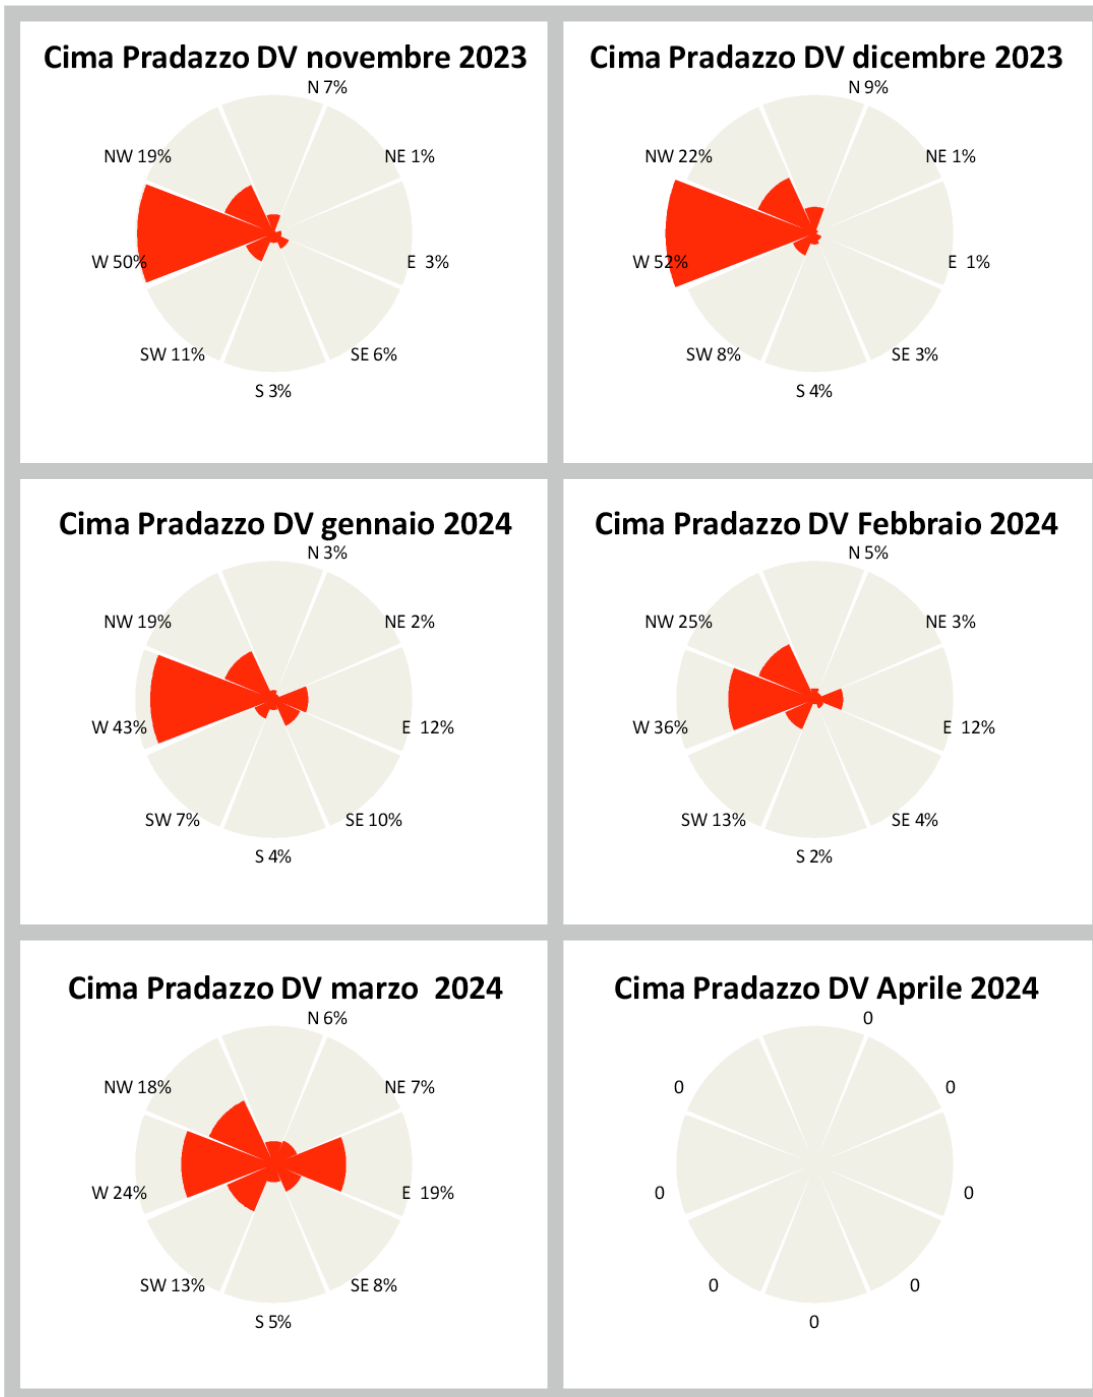 Cima Pradazzo DV novembre 2023
N 7%
NW 19%
NE 1%
W 50%
E 3%
SW 11%
SE 6%
S 3%
Cima Pradazzo DV dicembre 2023
N 9%
NW 22%
NE 1%
W 52%
E 1%
SW 8%
SE 3%
S 4%
Cima Pradazzo DV gennaio 2024
N 3%
NW 19%
NE 2%
W 43%
E 12%
SW 7%
SE 10%
S 4%
Cima Pradazzo DV Febbraio 2024
N 5%
NW 25%
NE 3%
W 36%
E 12%
SW 13%
SE 4%
S 2%
Cima Pradazzo DV marzo 2024
N 6%
NW 18%
NE 7%
W 24%
E 19%
SW 13%
SE 8%
S 5%
Cima Pradazzo DV Aprile 2024
0
0
0
0
0
0
0
0